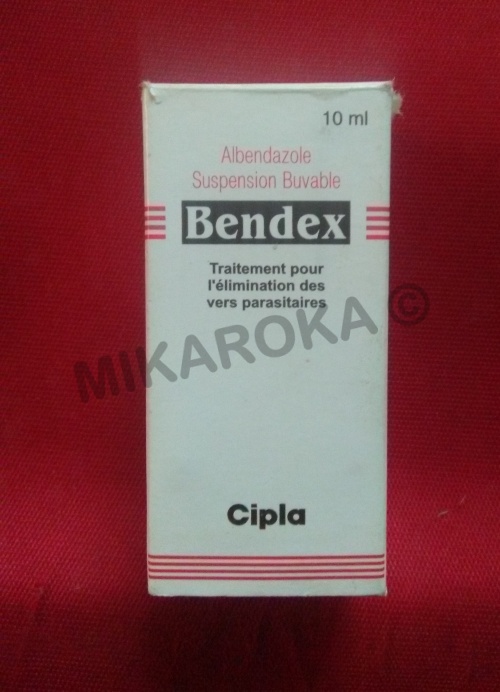 10 ml
Albendazole
Suspension Buvable
Bendex
Traitement pour
l'élimination des
vers parasitaires
MIKAROKA ©
Cipla